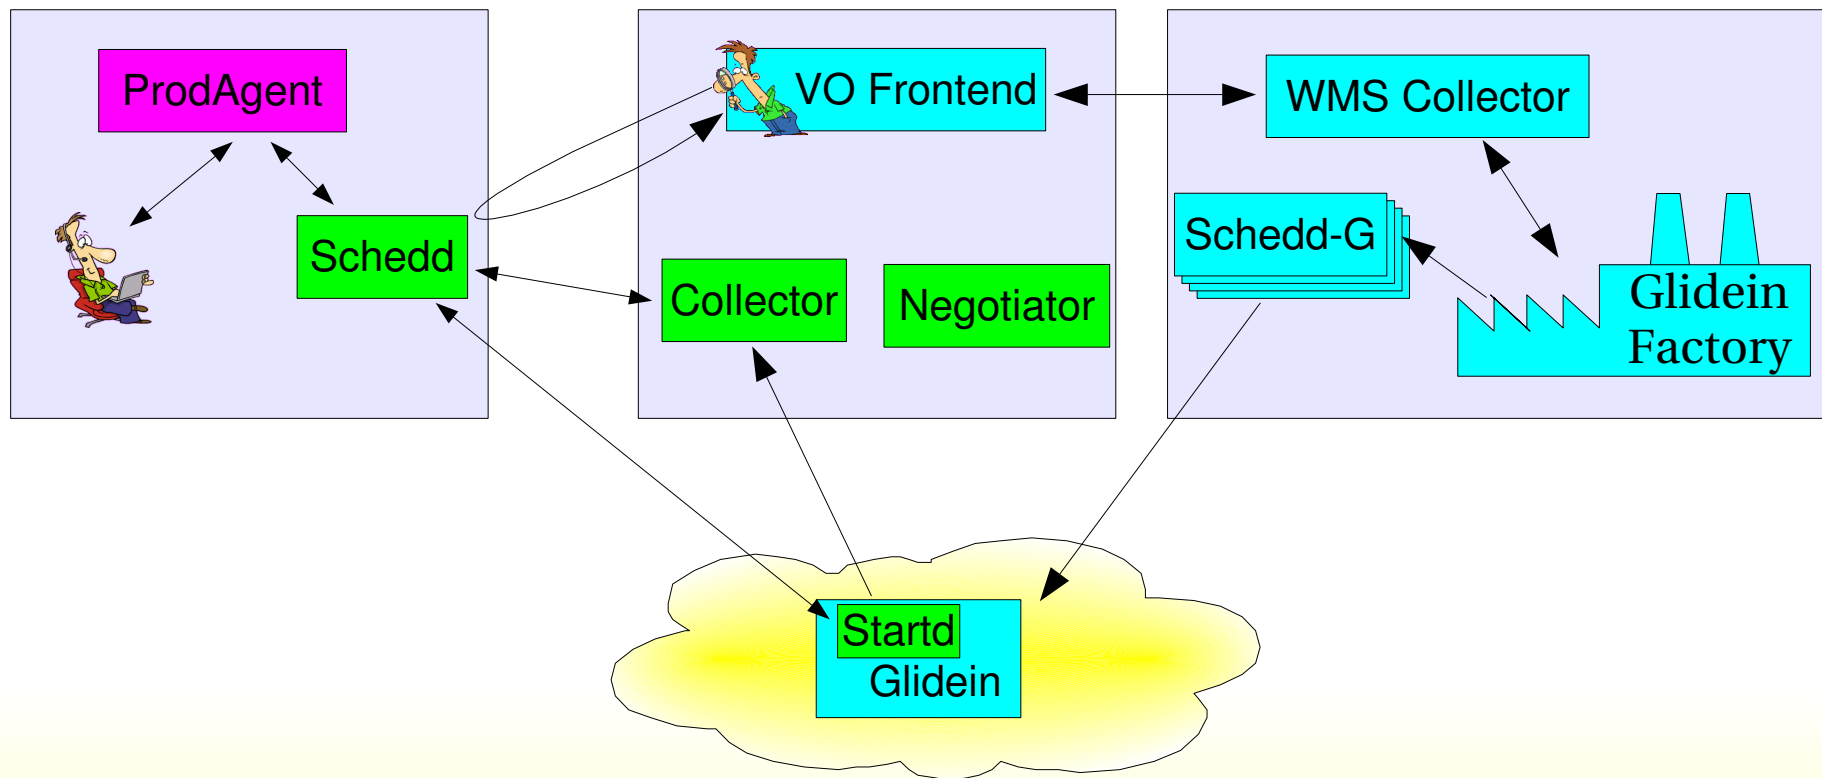 ProdAgent
Schedd
VO Frontend
Collector
Negotiator
WMS Collector
Schedd-G
Glidein
Factory
Startd
Glidein